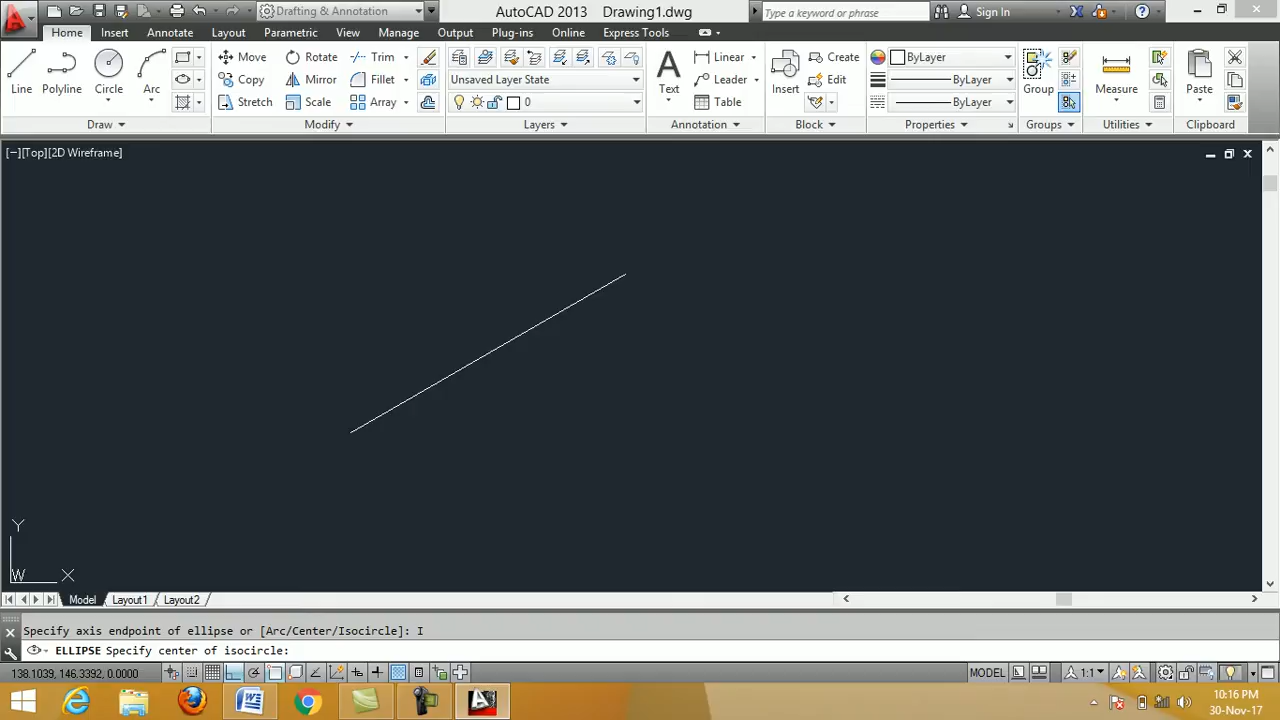 Drafting & Annotation
AutoCAD 2013 Drawing1.dwg
Type a keyword or phrase
Sign In
Home Insert Annotate Layout Parametric View Manage Output Plug-ins Online Express Tools
Line Polyline Circle Arc
Move Rotate Trim
Copy Mirror Fillet
Stretch Scale Array
Unsaved Layer State
0
Text
Linear
Leader
Table
Insert
Create
Edit
ByLayer
ByLayer
ByLayer
Group
Measure
Paste
Draw Modify Layers Annotation Block Properties Groups Utilities Clipboard
[−][Top][2D Wireframe]
Y
W X
Model Layout1 Layout2
Specify axis endpoint of ellipse or [Arc/Center/Isocircle]: I
ELLIPSE Specify center of isocircle:
138.1039, 146.3392, 0.0000
MODEL
1:1
10:16 PM
30-Nov-17